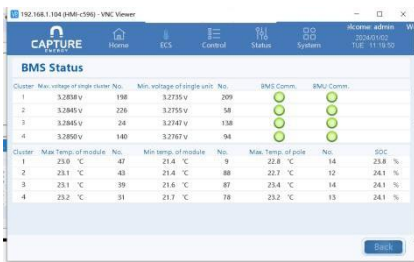 192.168.1.104 (HMI-c596) - VNC Viewer
CAPTURE ENERGY
Home
ECS
Control
Status
System
elcome: admin
2024/01/02
TUE 11:19:50
BMS Status
Cluster Max. voltage of single cluster No. Min. voltage of single unit No. BMS Comm. BMU Comm.
1 3.2858 v 198 3.2735 v 209
2 3.2845 v 226 3.2755 v 58
3 3.2845 v 24 3.2747 v 138
4 3.2850 v 140 3.2767 v 94
Cluster Max Temp. of module No. Min temp. of module No. Max. Temp. of pole No. SOC
1 23.0 °C 47 21.4 °C 9 22.8 °C 14 23.8 %
2 23.1 °C 43 21.4 °C 88 22.7 °C 12 24.1 %
3 23.1 °C 39 21.6 °C 87 23.4 °C 14 24.1 %
4 23.2 °C 31 21.7 °C 78 23.2 °C 13 24.1 %
Back